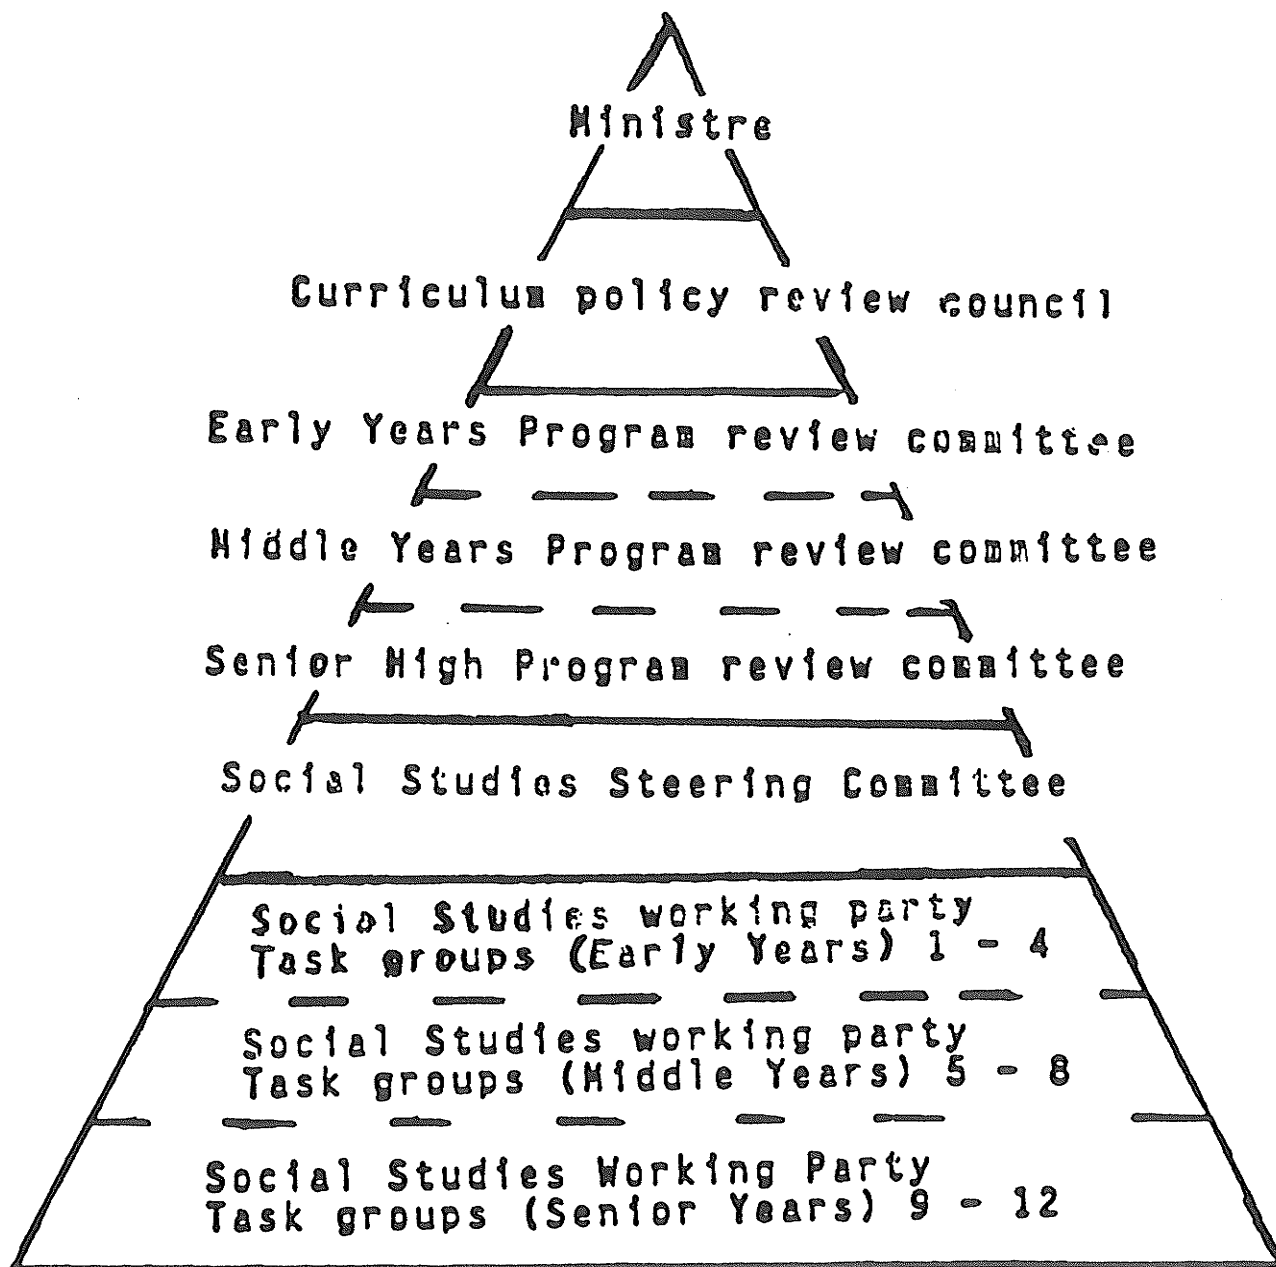 Ministre
Curriculum policy review council
Early Years Program review committee
Middle Years Program review committee
Senior High Program review committee
Social Studies Steering Committee
Social Studies working party
Task groups (Early Years) 1 - 4
Social Studies working party
Task groups (Middle Years) 5 - 8
Social Studies Working Party
Task groups (Senior Years) 9 - 12